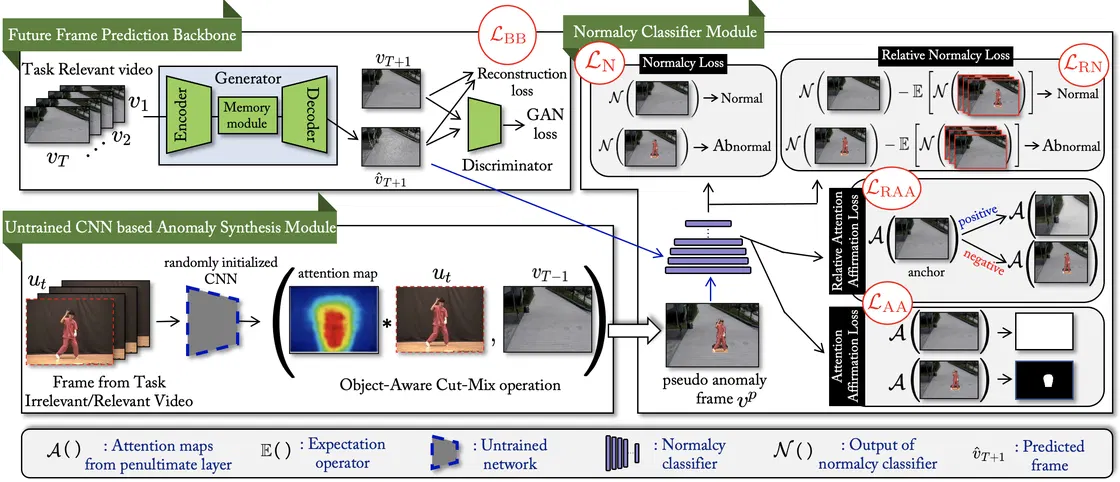 Future Frame Prediction Backbone
ℒ_BB
Task Relevant video
v_1
v_2
v_T
Generator
Encoder
Memory
module
Decoder
v_{T+1}
v̂_{T+1}
Reconstruction
loss
GAN
loss
Discriminator
Untrained CNN based Anomaly Synthesis Module
u_t
randomly initialized
CNN
attention map
u_t
v_{T−1}
( * , )
Frame from Task
Irrelevant/Relevant Video
Object-Aware Cut-Mix operation
Normalcy Classifier Module
ℒ_N
Normalcy Loss
𝒩( ) → Normal
𝒩( ) → Abnormal
Relative Normalcy Loss
ℒ_RN
𝒩( ) − 𝔼[𝒩( )] → Normal
𝒩( ) − 𝔼[𝒩( )] → Abnormal
pseudo anomaly
frame v^p
Relative Attention
Affirmation Loss
ℒ_RAA
𝒜( )
anchor
positive
negative
𝒜( )
𝒜( )
Attention
Affirmation Loss
ℒ_AA
𝒜( )
𝒜( )
𝒜( ) : Attention maps
from penultimate layer
𝔼( ) : Expectation
operator
: Untrained
network
: Normalcy
classifier
𝒩( ) : Output of
normalcy classifier
v̂_{T+1} : Predicted
frame